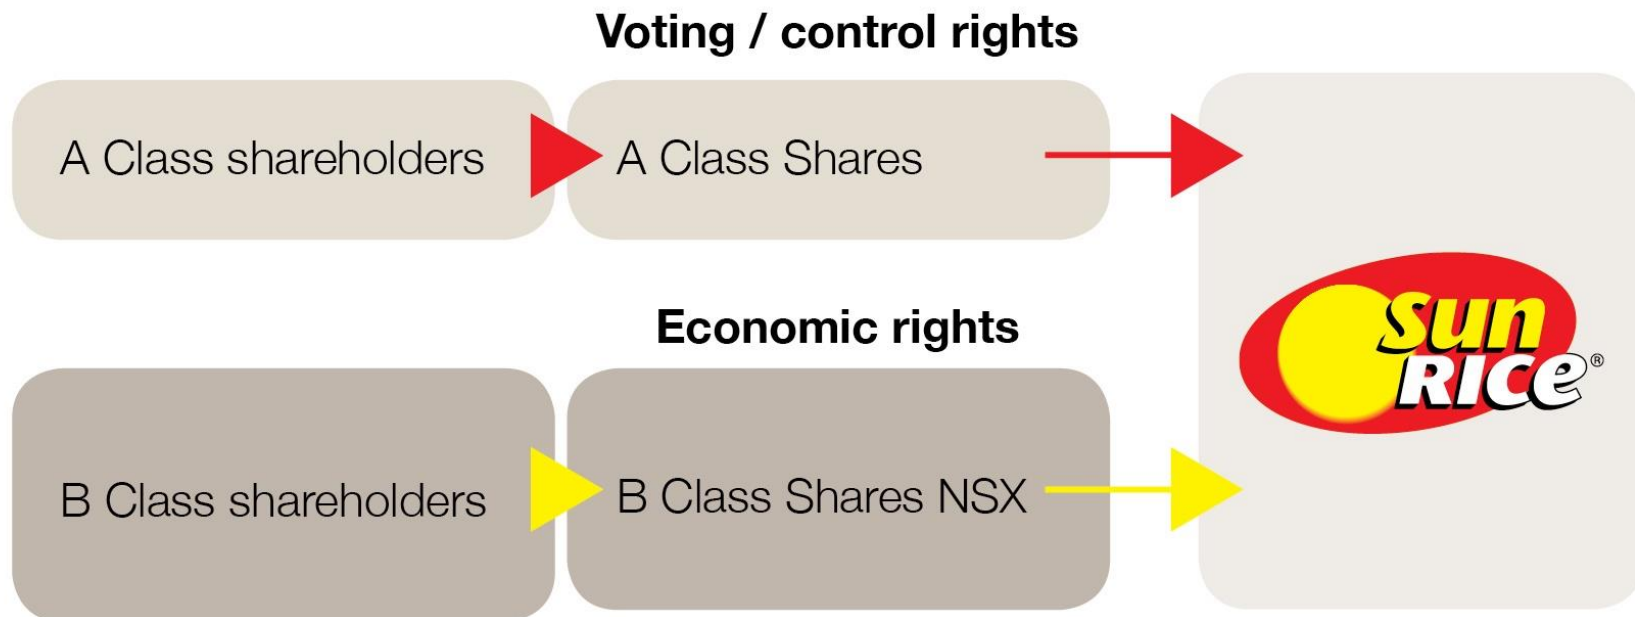 Voting / control rights
A Class shareholders
A Class Shares
Economic rights
B Class shareholders
B Class Shares NSX
Sun
RICe®